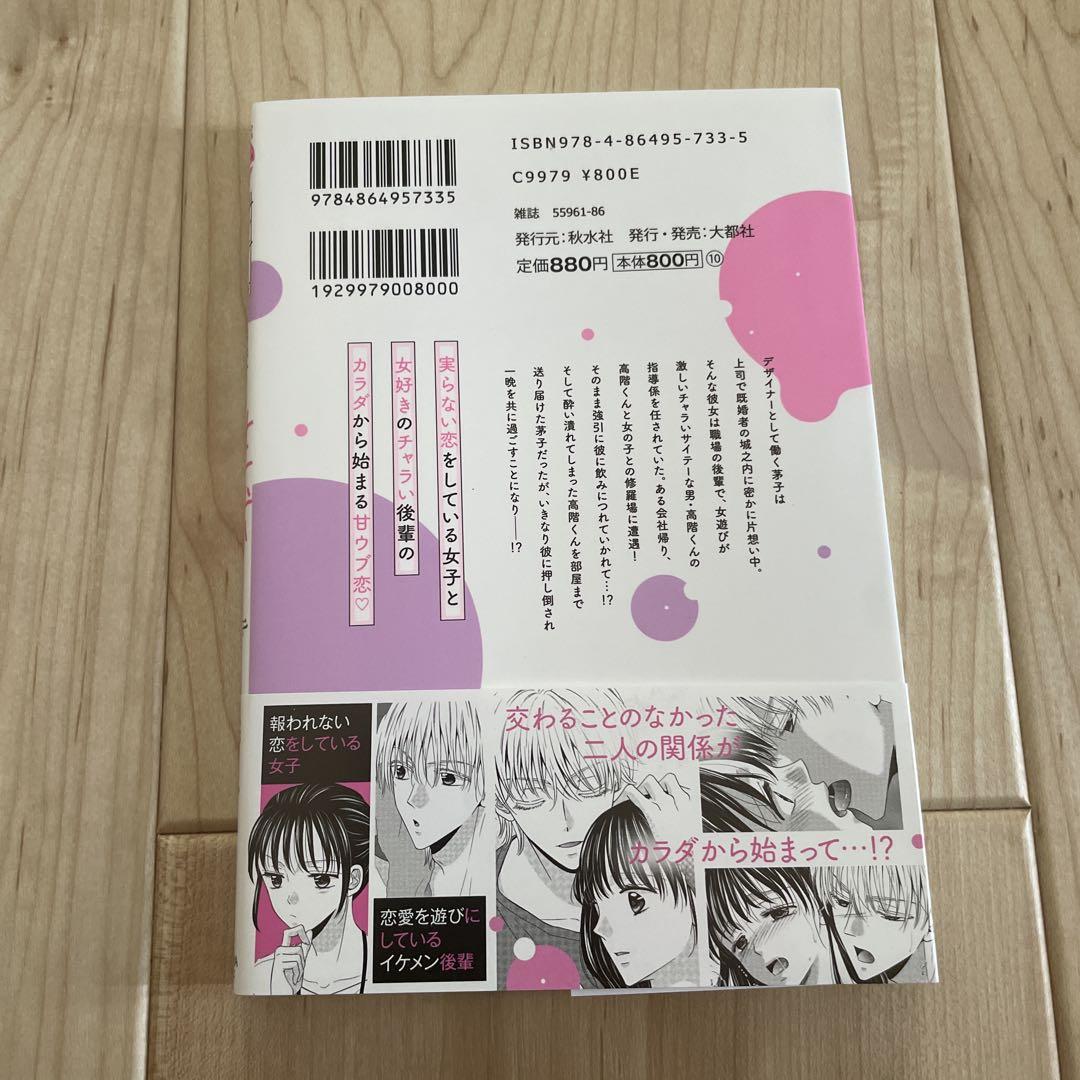 ISBN978-4-86495-733-5
C9979 ¥800E
9784864957335
雑誌 55961-86
発行元：秋水社 発行・発売：大都社
定価880円 本体800円 ⑩
1929979008000
デザイナーとして働く茅子は
上司で既婚者の城之内に密かに片想い中。
そんな彼女は職場の後輩で、女遊びが
激しいチャラいサイテーな男・高階くんの
指導係を任されていた。ある会社帰り、
高階くんと女の子との修羅場に遭遇！
そのまま強引に彼に飲みにつれていかれて…!?
そして酔い潰れてしまった高階くんを部屋まで
送り届けた茅子だったが、いきなり彼に押し倒され
一晩を共に過ごすことになり――!?
実らない恋をしている女子と
女好きのチャラい後輩の
カラダから始まる甘ウブ恋♡
報われない
恋をしている
女子
恋愛を遊びに
している
イケメン後輩
交わることのなかった
二人の関係が
カラダから始まって…!?